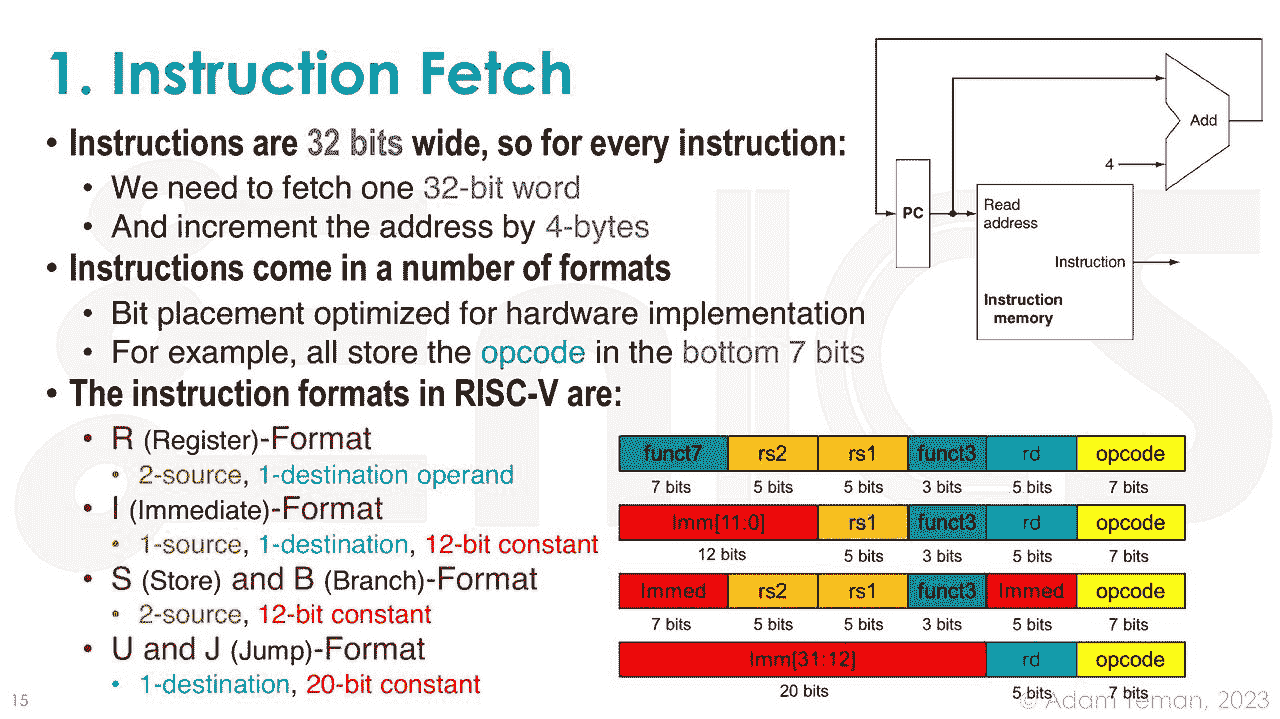 1. Instruction Fetch
• Instructions are 32 bits wide, so for every instruction:
• We need to fetch one 32-bit word
• And increment the address by 4-bytes
• Instructions come in a number of formats
• Bit placement optimized for hardware implementation
• For example, all store the opcode in the bottom 7 bits
• The instruction formats in RISC-V are:
• R (Register)-Format
• 2-source, 1-destination operand
• I (Immediate)-Format
• 1-source, 1-destination, 12-bit constant
• S (Store) and B (Branch)-Format
• 2-source, 12-bit constant
• U and J (Jump)-Format
• 1-destination, 20-bit constant
Add
4
PC
Read
address
Instruction
Instruction
memory
funct7 rs2 rs1 funct3 rd opcode
7 bits 5 bits 5 bits 3 bits 5 bits 7 bits
Imm[11.0] rs1 funct3 rd opcode
12 bits 5 bits 3 bits 5 bits 7 bits
Immed rs2 rs1 funct3 Immed opcode
7 bits 5 bits 5 bits 3 bits 5 bits 7 bits
Imm[31:12] rd opcode
20 bits 5 bits 7 bits
15
© Adam Teman, 2023